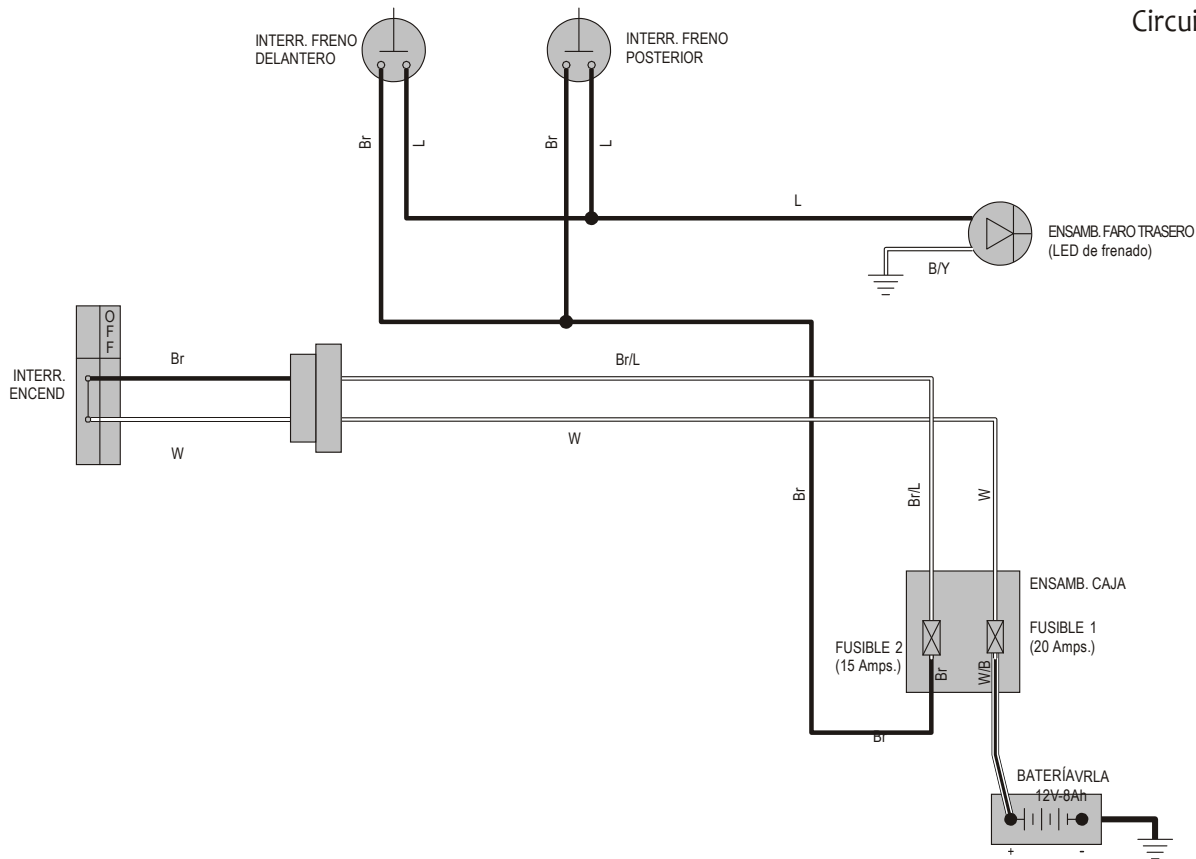 Circui
INTERR. FRENO
DELANTERO
INTERR. FRENO
POSTERIOR
Br
L
Br
L
L
ENSAMB. FARO TRASERO
(LED de frenado)
B/Y
OFF
INTERR.
ENCEND
Br
Br/L
W
W
Br
Br/L
W
ENSAMB. CAJA
FUSIBLE 1
(20 Amps.)
FUSIBLE 2
(15 Amps.)
Br
W/B
Br
BATERÍAVRLA
12V-8Ah
+
-